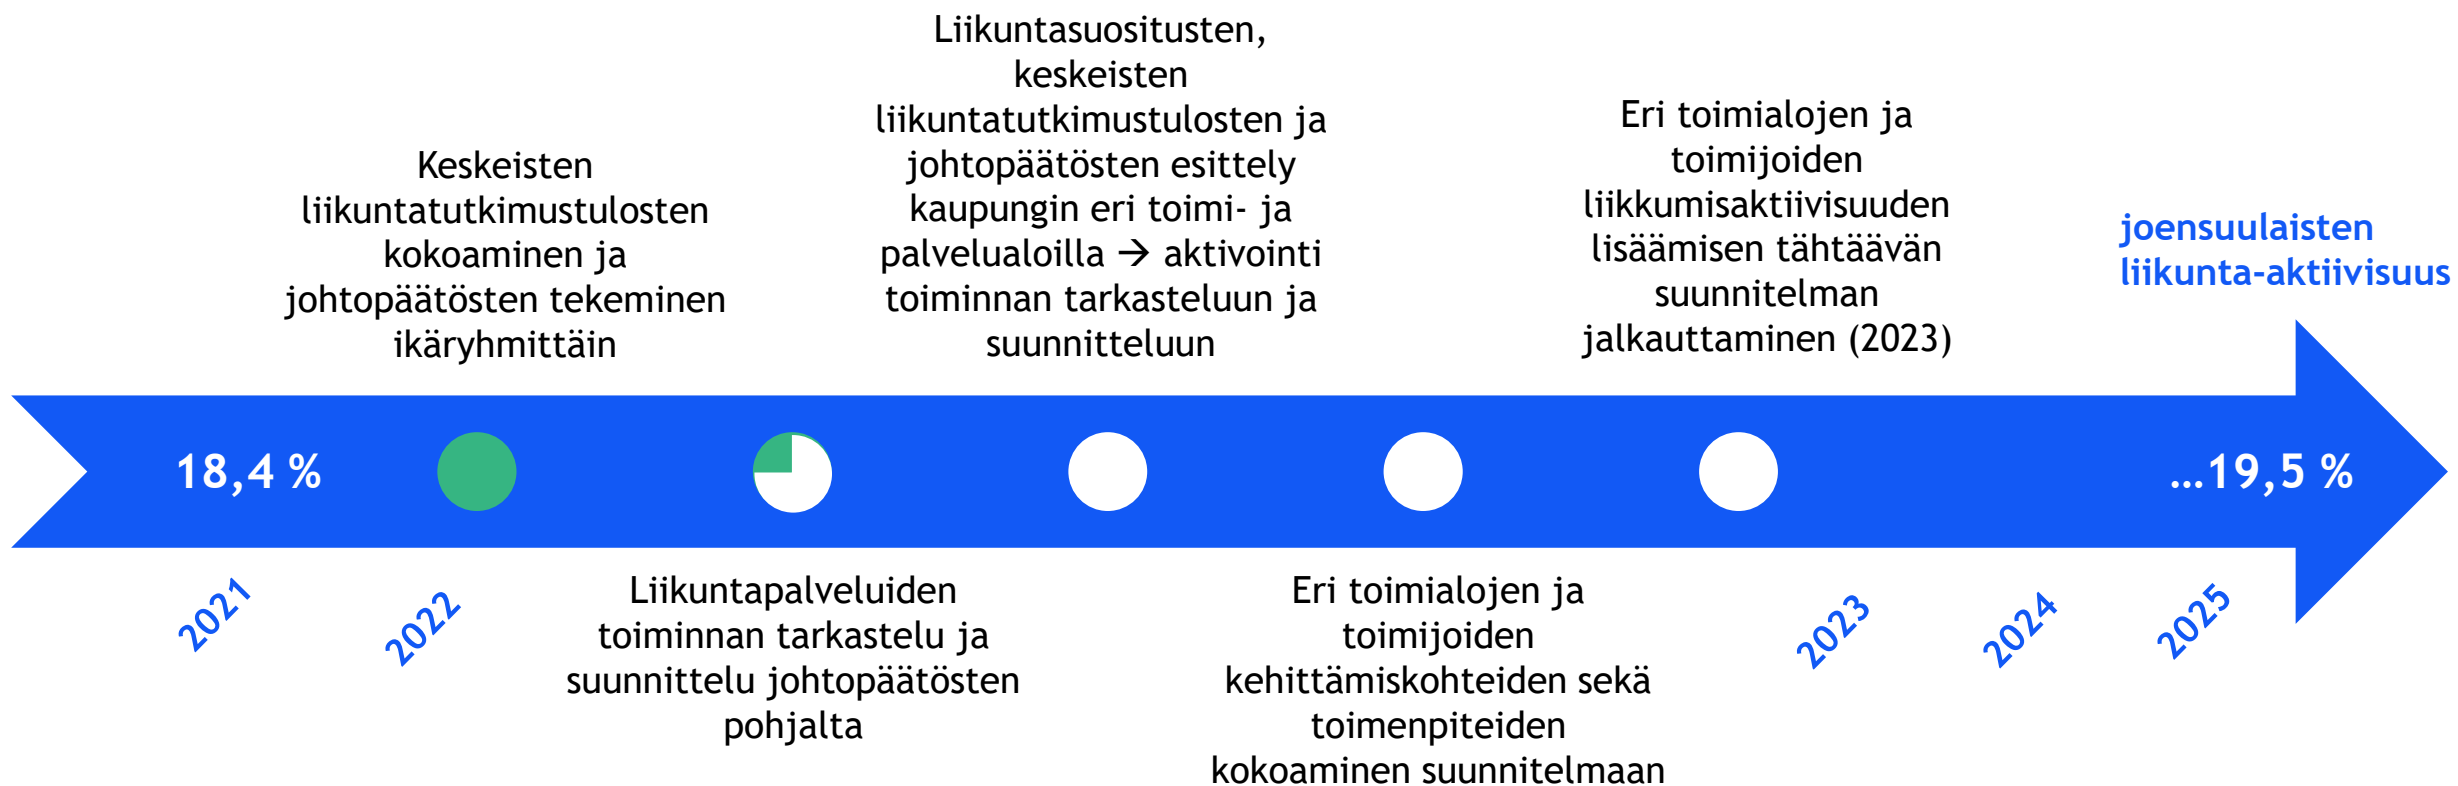 Keskeisten
liikuntatutkimustulosten
kokoaminen ja
johtopäätösten tekeminen
ikäryhmittäin
Liikuntasuositusten,
keskeisten
liikuntatutkimustulosten ja
johtopäätösten esittely
kaupungin eri toimi- ja
palvelualoilla → aktivointi
toiminnan tarkasteluun ja
suunnitteluun
Eri toimialojen ja
toimijoiden
liikkumisaktiivisuuden
lisäämisen tähtäävän
suunnitelman
jalkauttaminen (2023)
joensuulaisten
liikunta-aktiivisuus
18,4 %
…19,5 %
2021
2022
Liikuntapalveluiden
toiminnan tarkastelu ja
suunnittelu johtopäätösten
pohjalta
Eri toimialojen ja
toimijoiden
kehittämiskohteiden sekä
toimenpiteiden
kokoaminen suunnitelmaan
2023
2024
2025